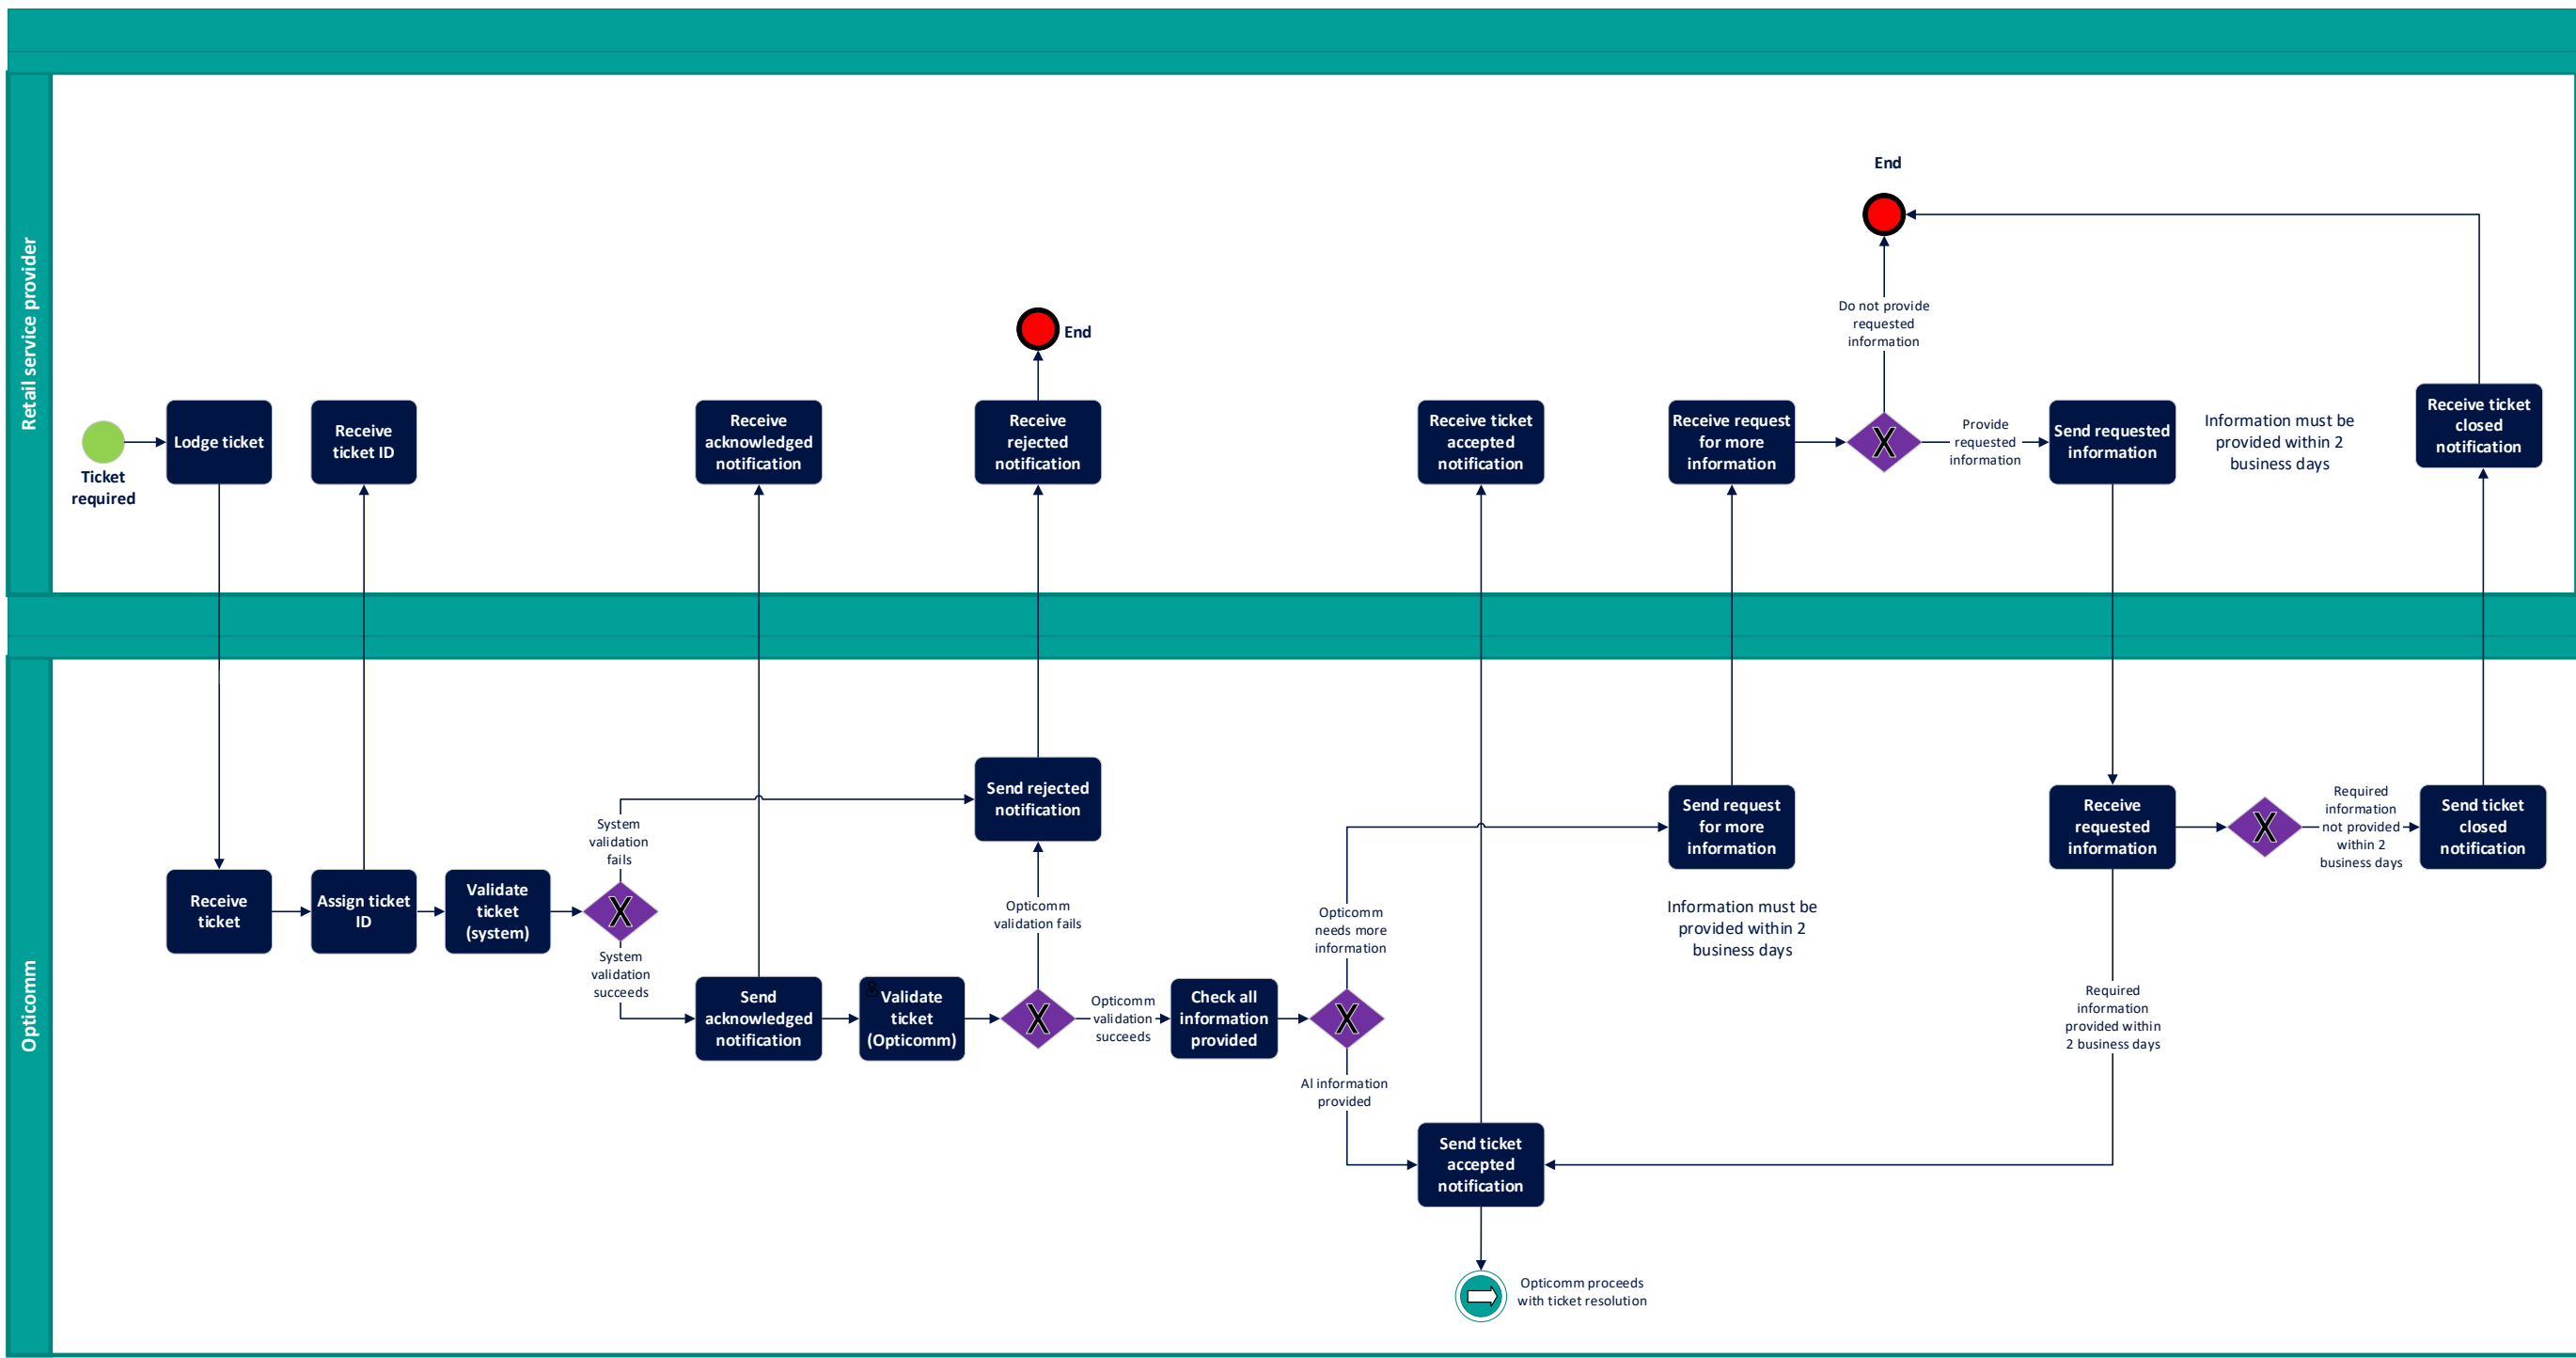 Retail service provider
End
End
Do not provide
requested
information
Ticket
required
Lodge ticket
Receive
ticket ID
Receive
acknowledged
notification
Receive
rejected
notification
Receive ticket
accepted
notification
Receive request
for more
information
X
Provide
requested
information
Send requested
information
Information must be
provided within 2
business days
Receive ticket
closed
notification
Opticomm
Receive
ticket
Assign ticket
ID
Validate
ticket
(system)
X
System
validation
fails
System
validation
succeeds
Send rejected
notification
Send
acknowledged
notification
Validate
ticket
(Opticomm)
X
Opticomm
validation fails
Opticomm
validation
succeeds
Check all
information
provided
X
Opticomm
needs more
information
Al information
provided
Send request
for more
information
Information must be
provided within 2
business days
Send ticket
accepted
notification
Opticomm proceeds
with ticket resolution
Receive
requested
information
Required
information
provided within
2 business days
X
Required
information
not provided
within 2
business days
Send ticket
closed
notification